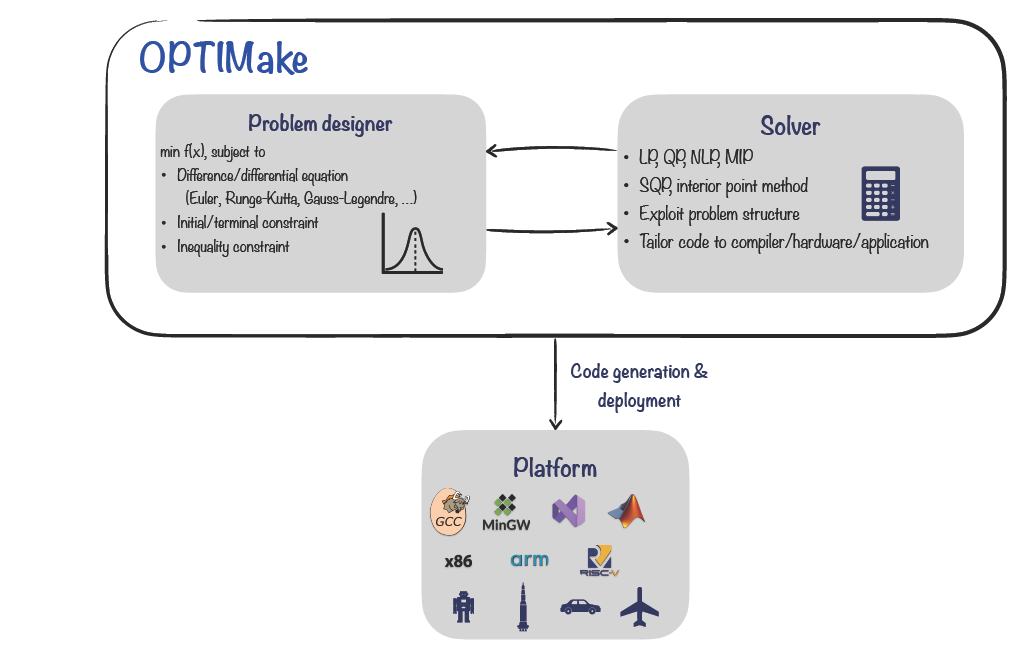 OPTIMake
Problem designer
min f(x), subject to
• Difference/differential equation
(Euler, Runge-Kutta, Gauss-Legendre, ...)
• Initial/terminal constraint
• Inequality constraint
Solver
• LP, QP, NLP, MIP
• SQP, interior point method
• Exploit problem structure
• Tailor code to compiler/hardware/application
Code generation &
deployment
Platform
GCC
MinGW
x86
arm
RISC-V